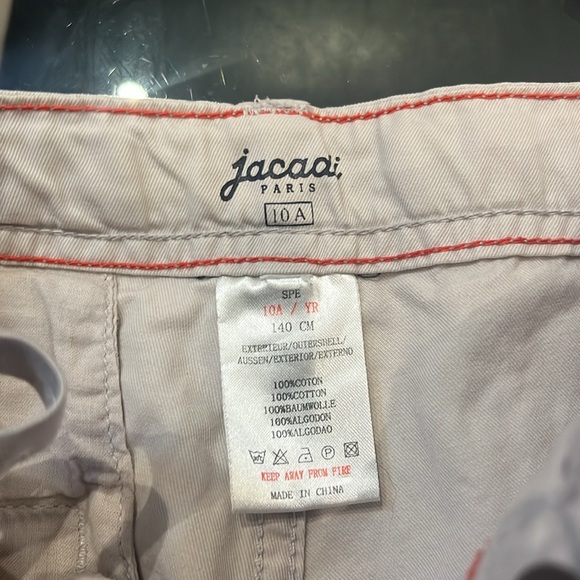 jacadi
PARIS
10A
SPE
10A / YR
140 CM
EXTERIEUR/OUTERSHELL/
AUSSEN/EXTERIOR/EXTERNO
100%COTON
100%COTTON
100%BAUMWOLLE
100%ALGODON
100%ALGODAO
KEEP AWAY FROM FIRE
MADE IN CHINA